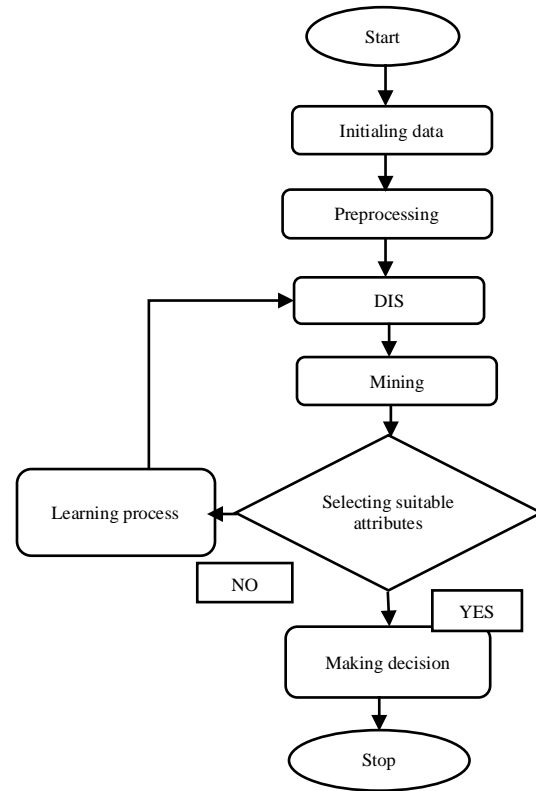 Start
Initialing data
Preprocessing
DIS
Mining
Selecting suitable
attributes
Learning process
NO
YES
Making decision
Stop